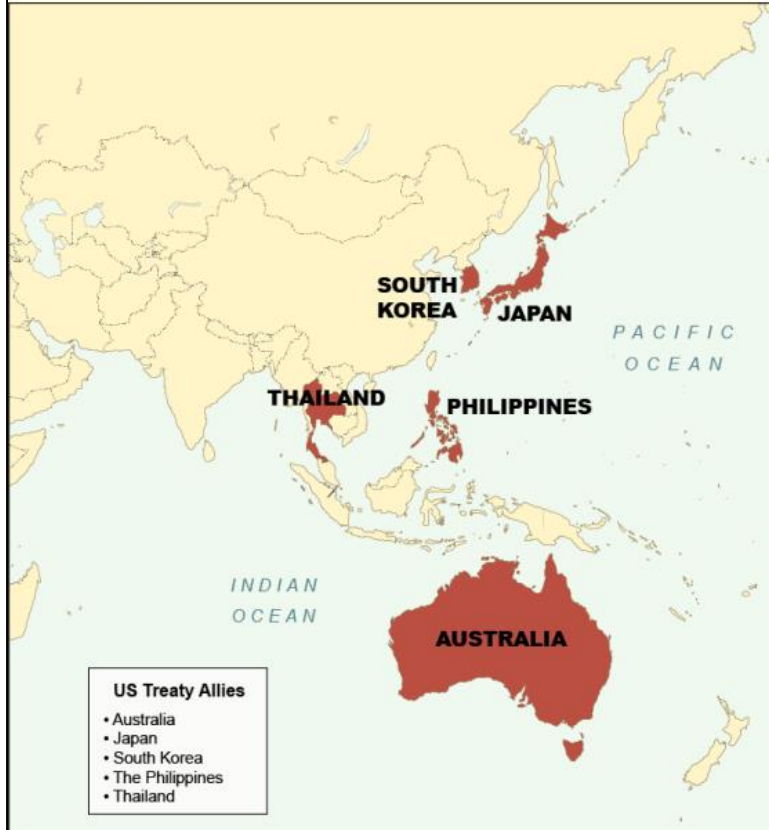 SOUTH
KOREA
JAPAN
PACIFIC
OCEAN
THAILAND
PHILIPPINES
INDIAN
OCEAN
AUSTRALIA
US Treaty Allies
• Australia
• Japan
• South Korea
• The Philippines
• Thailand